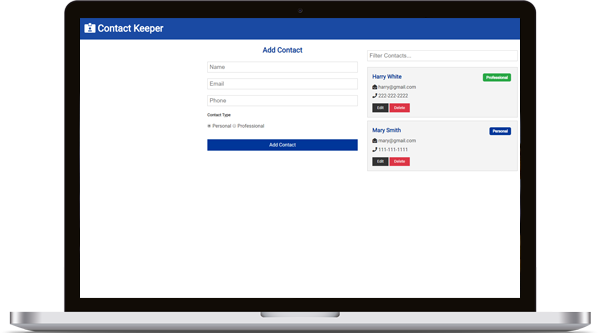 Contact Keeper
Add Contact
Name
Email
Phone
Contact Type
Personal Professional
Add Contact
Filter Contacts...
Harry White Professional
harry@gmail.com
222-222-2222
Edit Delete
Mary Smith Personal
mary@gmail.com
111-111-1111
Edit Delete